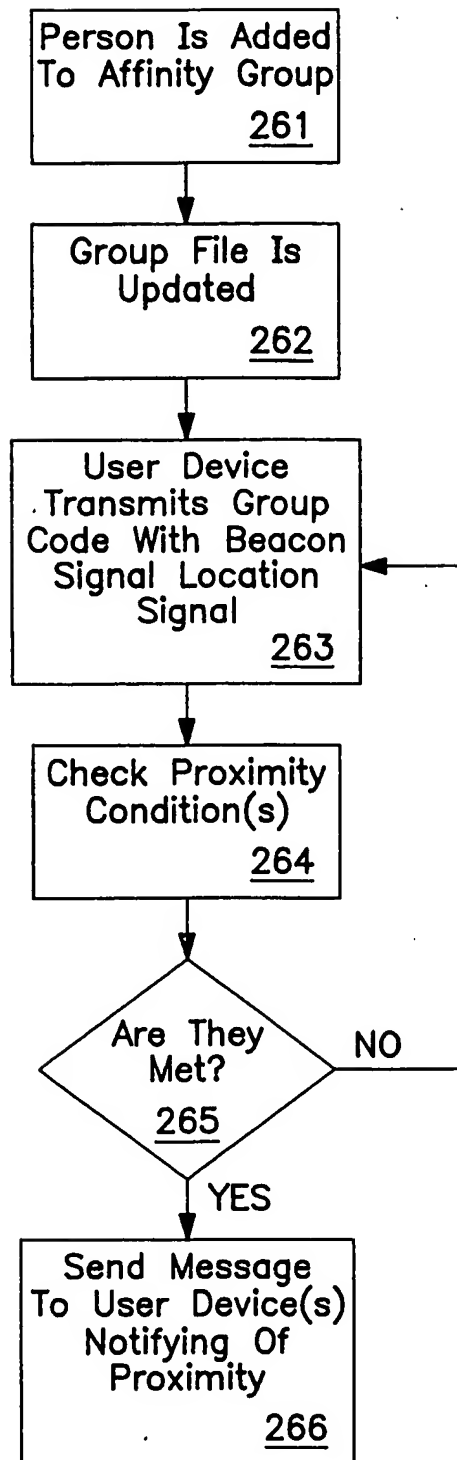 Person Is Added
To Affinity Group
261
Group File Is
Updated
262
User Device
Transmits Group
Code With Beacon
Signal Location
Signal
263
Check Proximity
Condition(s)
264
Are They
Met?
265
NO
YES
Send Message
To User Device(s)
Notifying Of
Proximity
266